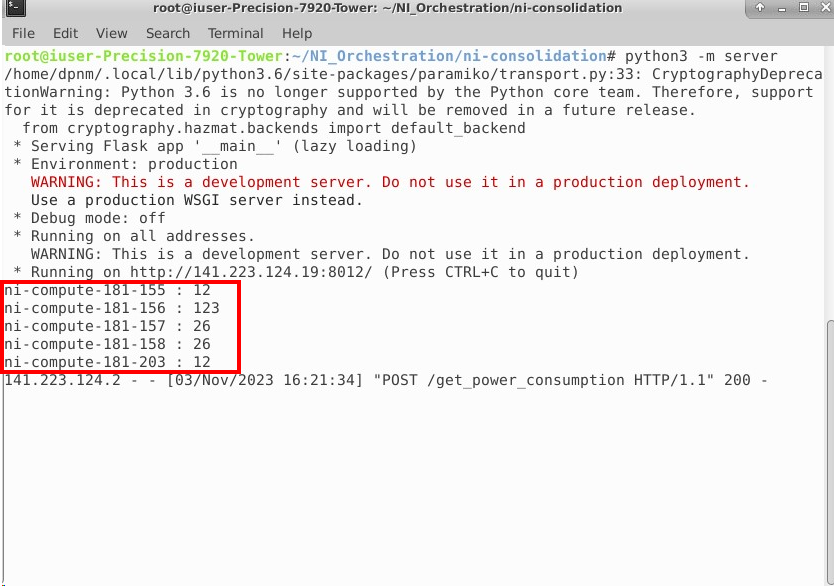 root@iuser-Precision-7920-Tower: ~/NI_Orchestration/ni-consolidation
File Edit View Search Terminal Help
root@iuser-Precision-7920-Tower:~/NI_Orchestration/ni-consolidation# python3 -m server
/home/dpnm/.local/lib/python3.6/site-packages/paramiko/transport.py:33: CryptographyDepreca
tionWarning: Python 3.6 is no longer supported by the Python core team. Therefore, support
for it is deprecated in cryptography and will be removed in a future release.
  from cryptography.hazmat.backends import default_backend
 * Serving Flask app '__main__' (lazy loading)
 * Environment: production
   WARNING: This is a development server. Do not use it in a production deployment.
   Use a production WSGI server instead.
 * Debug mode: off
 * Running on all addresses.
   WARNING: This is a development server. Do not use it in a production deployment.
 * Running on http://141.223.124.19:8012/ (Press CTRL+C to quit)
ni-compute-181-155 : 12
ni-compute-181-156 : 123
ni-compute-181-157 : 26
ni-compute-181-158 : 26
ni-compute-181-203 : 12
141.223.124.2 - - [03/Nov/2023 16:21:34] "POST /get_power_consumption HTTP/1.1" 200 -